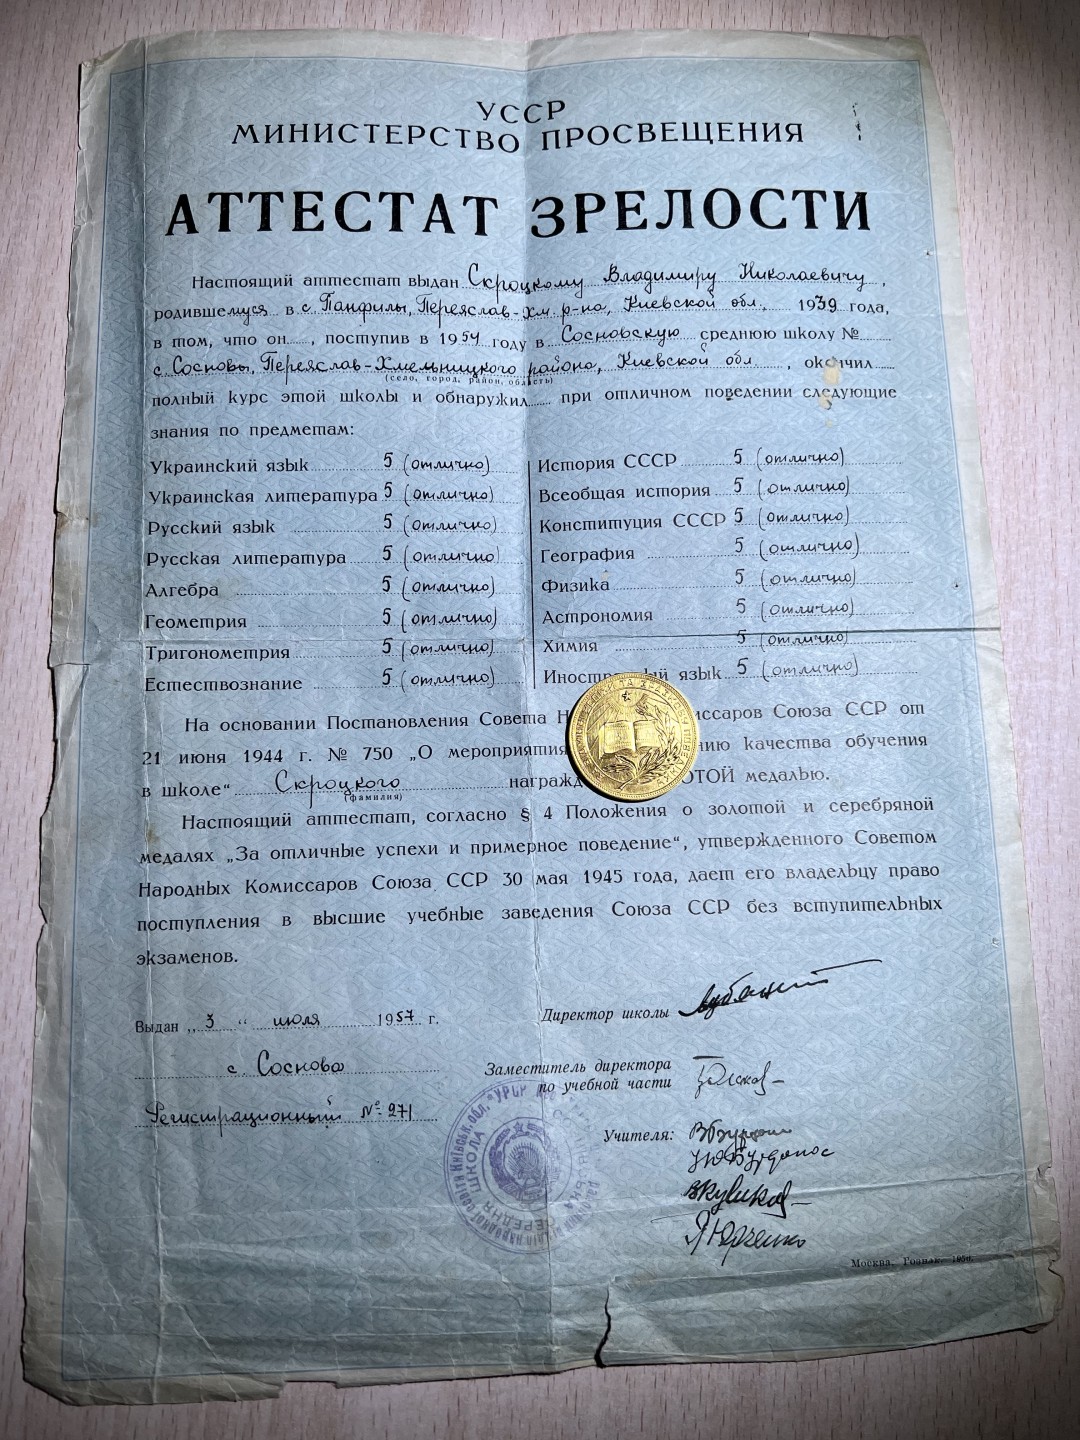 УССР
МИНИСТЕРСТВО ПРОСВЕЩЕНИЯ
АТТЕСТАТ ЗРЕЛОСТИ
Настоящий аттестат выдан Скроцкому Владимиру Николаевичу,
родившемуся в с. Панфилы, Переяслав-Хм. р-на, Киевской обл., 1939 года,
в том, что он, поступив в 1954 году в Сосновскую среднюю школу №
с. Сосновы, Переяслав-Хмельницкого района, Киевской обл, окончил
(село, город, район, область)
полный курс этой школы и обнаружил при отличном поведении следующие
знания по предметам:
Украинский язык 5 (отлично)
Украинская литература 5 (отлично)
Русский язык 5 (отлично)
Русская литература 5 (отлично)
Алгебра 5 (отлично)
Геометрия 5 (отлично)
Тригонометрия 5 (отлично)
Естествознание 5 (отлично)
История СССР 5 (отлично)
Всеобщая история 5 (отлично)
Конституция СССР 5 (отлично)
География 5 (отлично)
Физика 5 (отлично)
Астрономия 5 (отлично)
Химия 5 (отлично)
Иностр й язык 5 (отлично)
На основании Постановления Совета Н миссаров Союза ССР от
21 июня 1944 г. № 750 „О мероприятия нию качества обучения
в школе“ Скроцкого награжд ОТОЙ медалью.
(фамилия)
Настоящий аттестат, согласно § 4 Положения о золотой и серебряной
медалях „За отличные успехи и примерное поведение“, утвержденного Советом
Народных Комиссаров Союза ССР 30 мая 1945 года, дает его владельцу право
поступления в высшие учебные заведения Союза ССР без вступительных
экзаменов.
Выдан „3“ июля 1957 г.
с. Соснова
Регистрационный № 271
Директор школы
Заместитель директора
по учебной части
Учителя:
Я Юрченко
СЕРЕДНЯ ШКОЛА
Москва, Гознак 1956.